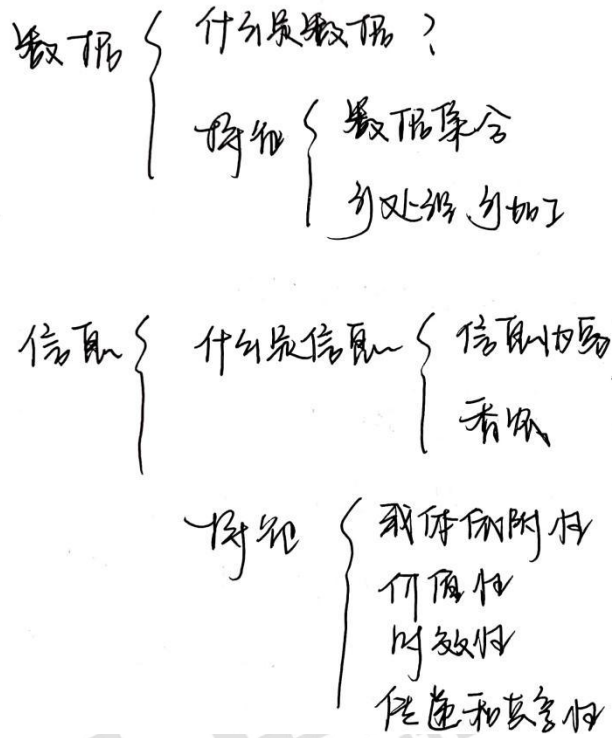 数据
什么是数据?
特征
数据集合
可处理、可加工
信息
什么是信息
信息内容
香农
特征
载体依附性
价值性
时效性
传递和共享性